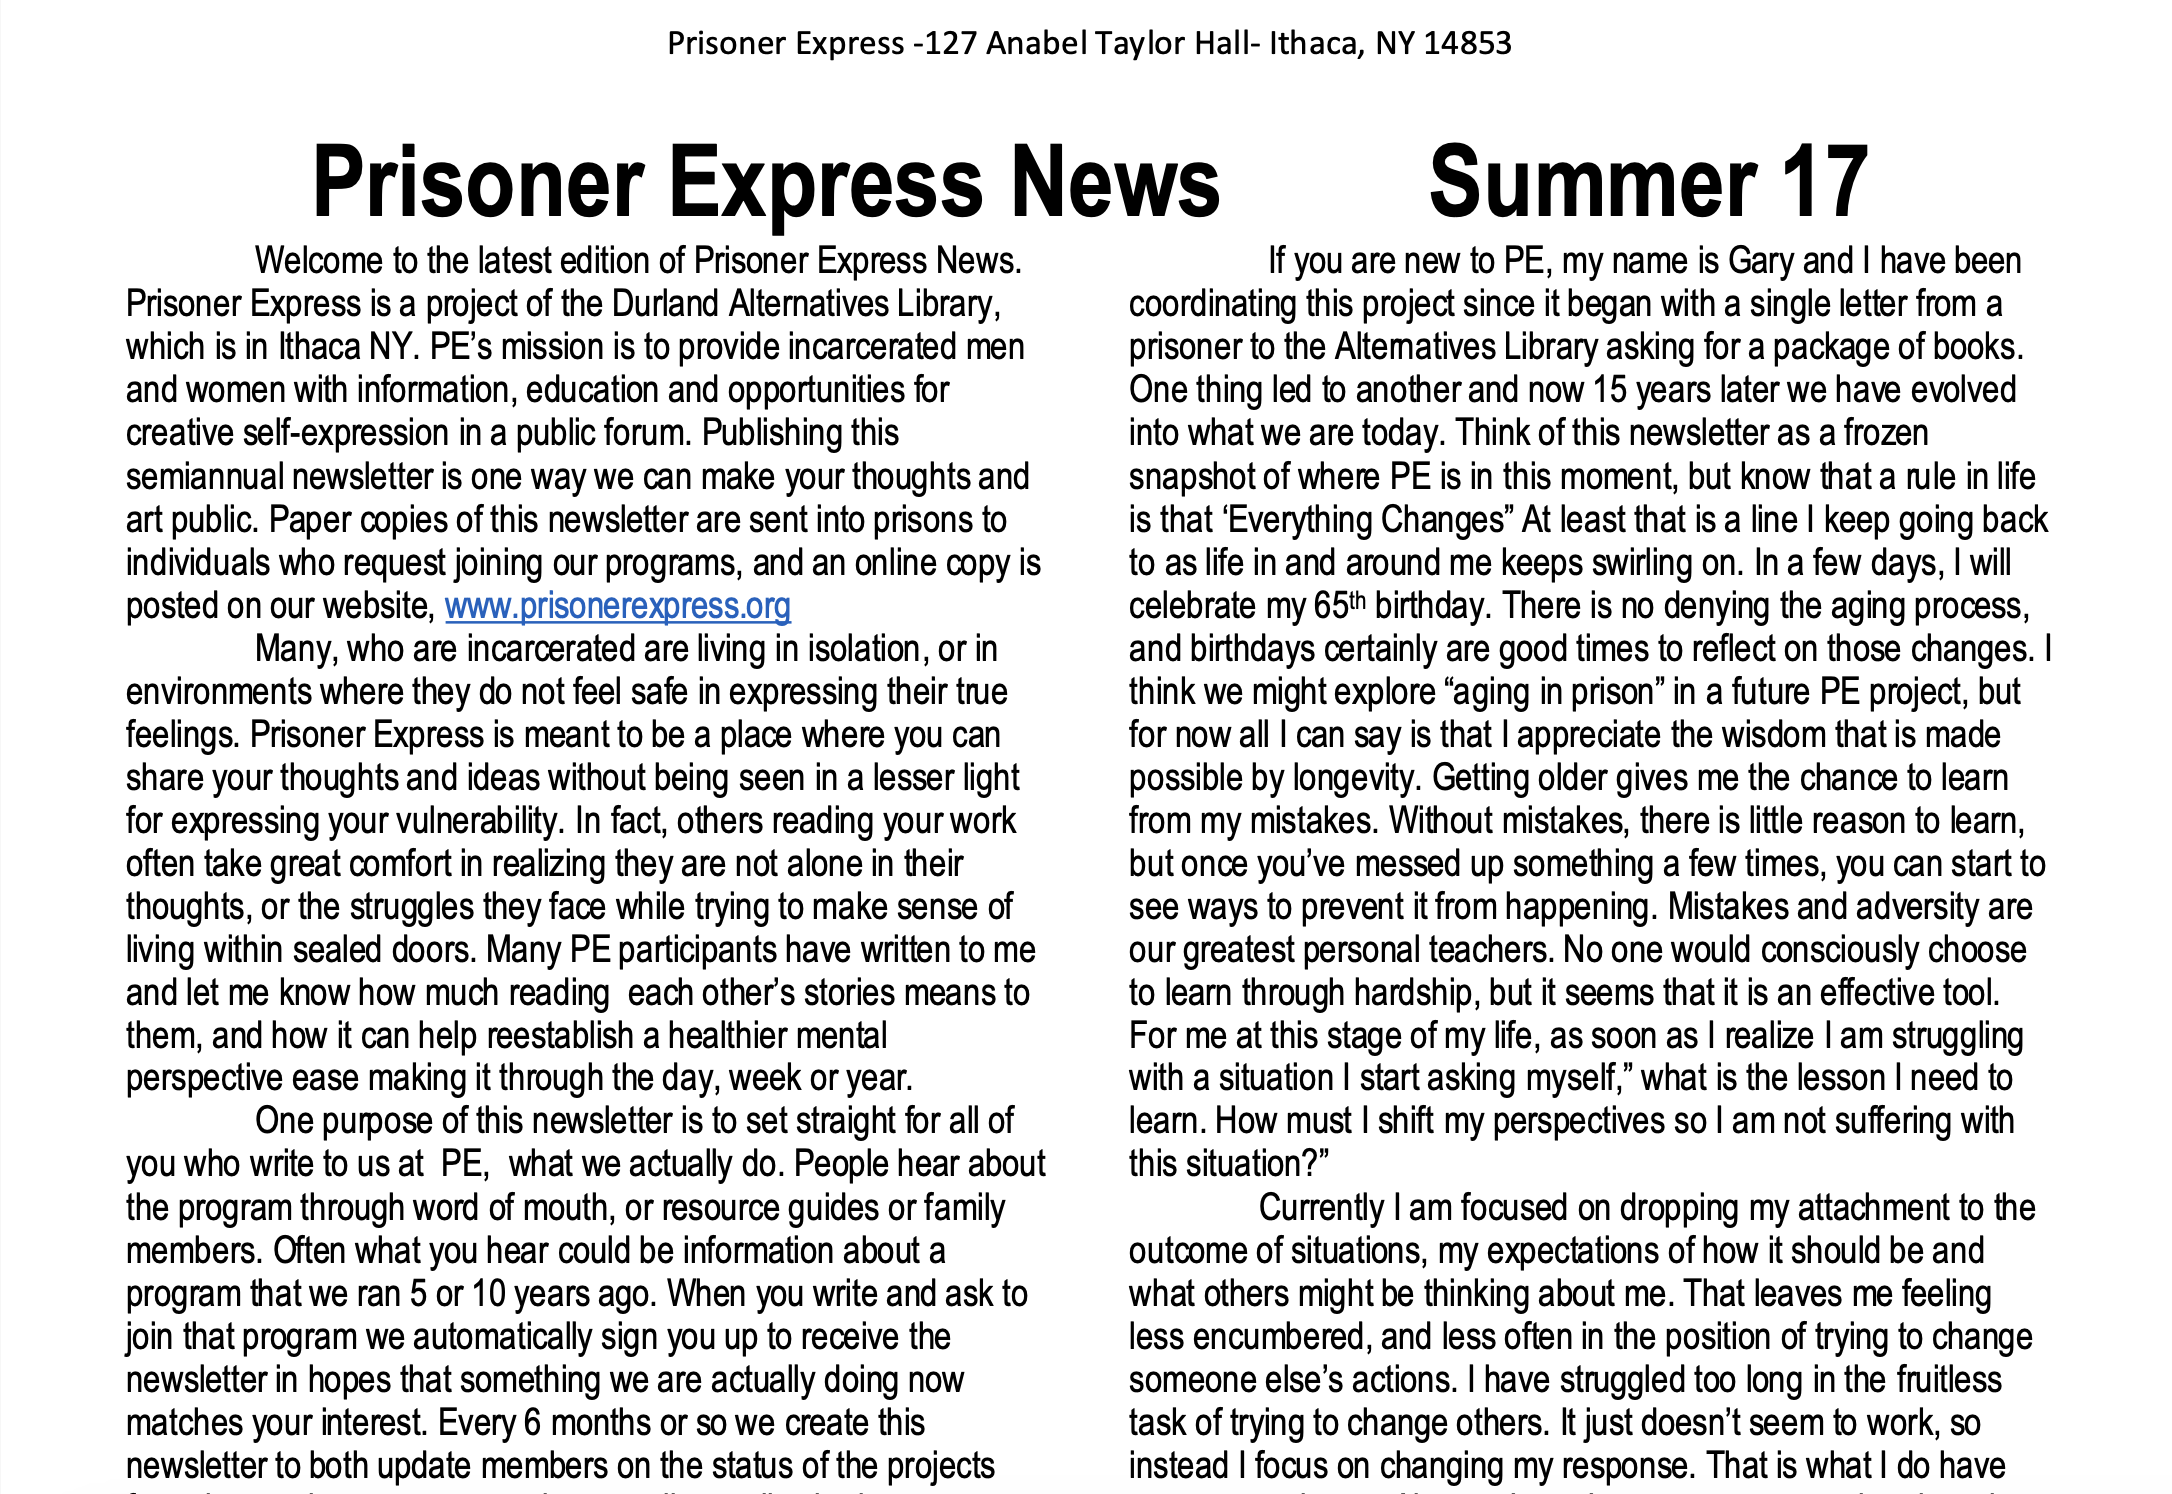 Prisoner Express -127 Anabel Taylor Hall- Ithaca, NY 14853
Prisoner Express News Summer 17
Welcome to the latest edition of Prisoner Express News.
Prisoner Express is a project of the Durland Alternatives Library,
which is in Ithaca NY. PE’s mission is to provide incarcerated men
and women with information, education and opportunities for
creative self-expression in a public forum. Publishing this
semiannual newsletter is one way we can make your thoughts and
art public. Paper copies of this newsletter are sent into prisons to
individuals who request joining our programs, and an online copy is
posted on our website, www.prisonerexpress.org
Many, who are incarcerated are living in isolation, or in
environments where they do not feel safe in expressing their true
feelings. Prisoner Express is meant to be a place where you can
share your thoughts and ideas without being seen in a lesser light
for expressing your vulnerability. In fact, others reading your work
often take great comfort in realizing they are not alone in their
thoughts, or the struggles they face while trying to make sense of
living within sealed doors. Many PE participants have written to me
and let me know how much reading  each other’s stories means to
them, and how it can help reestablish a healthier mental
perspective ease making it through the day, week or year.
One purpose of this newsletter is to set straight for all of
you who write to us at  PE,  what we actually do. People hear about
the program through word of mouth, or resource guides or family
members. Often what you hear could be information about a
program that we ran 5 or 10 years ago. When you write and ask to
join that program we automatically sign you up to receive the
newsletter in hopes that something we are actually doing now
matches your interest. Every 6 months or so we create this
newsletter to both update members on the status of the projects
If you are new to PE, my name is Gary and I have been
coordinating this project since it began with a single letter from a
prisoner to the Alternatives Library asking for a package of books.
One thing led to another and now 15 years later we have evolved
into what we are today. Think of this newsletter as a frozen
snapshot of where PE is in this moment, but know that a rule in life
is that ‘Everything Changes” At least that is a line I keep going back
to as life in and around me keeps swirling on. In a few days, I will
celebrate my 65th birthday. There is no denying the aging process,
and birthdays certainly are good times to reflect on those changes. I
think we might explore “aging in prison” in a future PE project, but
for now all I can say is that I appreciate the wisdom that is made
possible by longevity. Getting older gives me the chance to learn
from my mistakes. Without mistakes, there is little reason to learn,
but once you’ve messed up something a few times, you can start to
see ways to prevent it from happening. Mistakes and adversity are
our greatest personal teachers. No one would consciously choose
to learn through hardship, but it seems that it is an effective tool.
For me at this stage of my life, as soon as I realize I am struggling
with a situation I start asking myself,” what is the lesson I need to
learn. How must I shift my perspectives so I am not suffering with
this situation?”
Currently I am focused on dropping my attachment to the
outcome of situations, my expectations of how it should be and
what others might be thinking about me. That leaves me feeling
less encumbered, and less often in the position of trying to change
someone else’s actions. I have struggled too long in the fruitless
task of trying to change others. It just doesn’t seem to work, so
instead I focus on changing my response. That is what I do have